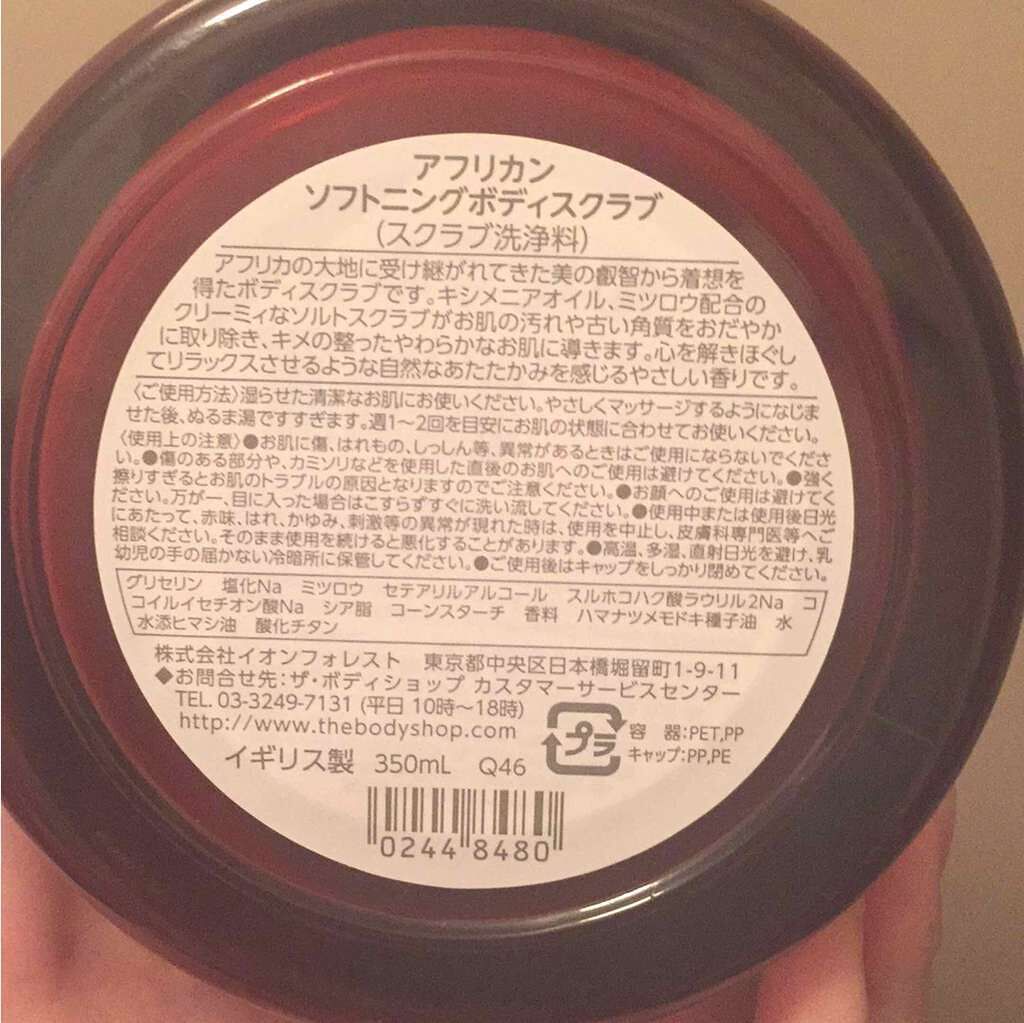 アフリカン
ソフトニングボディスクラブ
(スクラブ洗浄料)
アフリカの大地に受け継がれてきた美の叡智から着想を
得たボディスクラブです。キシメニアオイル、ミツロウ配合の
クリーミィなソルトスクラブがお肌の汚れや古い角質をおだやか
に取り除き、キメの整ったやわらかなお肌に導きます。心を解きほぐし
てリラックスさせるような自然なあたたかみを感じるやさしい香りです。
〈ご使用方法〉湿らせた清潔なお肌にお使いください。やさしくマッサージするようになじま
せた後、ぬるま湯ですすぎます。週1〜2回を目安にお肌の状態に合わせてお使いください。
〈使用上の注意〉●お肌に傷、はれもの、しっしん等、異常があるときはご使用にならないでくださ
い。●傷のある部分や、カミソリなどを使用した直後のお肌へのご使用は避けてください。●強く
擦りすぎるとお肌のトラブルの原因となりますのでご注意ください。●お顔へのご使用は避けてく
ださい。万が一、目に入った場合はこすらずすぐに洗い流してください。●使用中または使用後日光
にあたって、赤味、はれ、かゆみ、刺激等の異常が現れた時は、使用を中止し、皮膚科専門医等へご
相談ください。そのまま使用を続けると悪化することがあります。●高温、多湿、直射日光を避け、乳
幼児の手の届かない冷暗所に保管してください。●ご使用後はキャップをしっかり閉めてください。
グリセリン 塩化Na ミツロウ セテアリルアルコール スルホコハク酸ラウリル2Na コ
コイルイセチオン酸Na シア脂 コーンスターチ 香料 ハマナツメモドキ種子油 水
水添ヒマシ油 酸化チタン
株式会社イオンフォレスト 東京都中央区日本橋堀留町1-9-11
◆お問合せ先:ザ・ボディショップ カスタマーサービスセンター
TEL. 03-3249-7131 (平日 10時〜18時)
http://www.thebodyshop.com
プラ
容 器:PET,PP
キャップ:PP,PE
イギリス製 350mL Q46
0244 8480